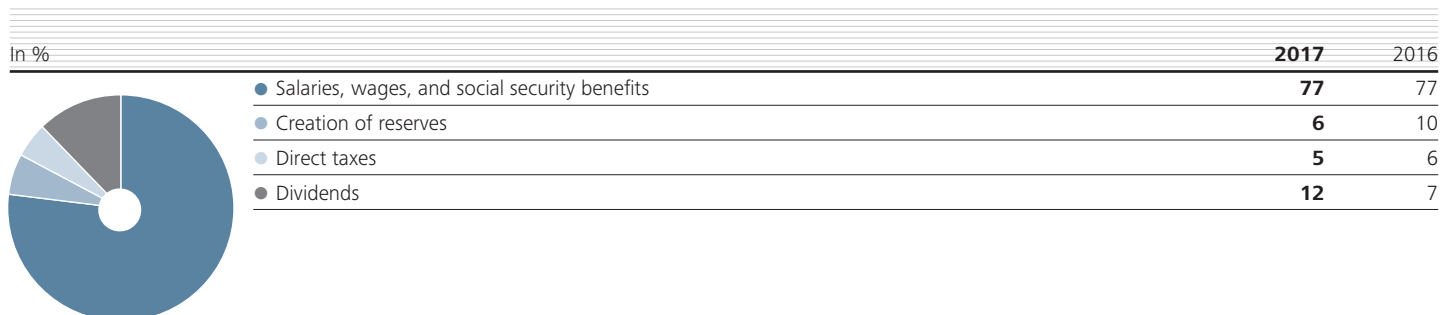 In % 2017 2016
Salaries, wages, and social security benefits 77 77
Creation of reserves 6 10
Direct taxes 5 6
Dividends 12 7